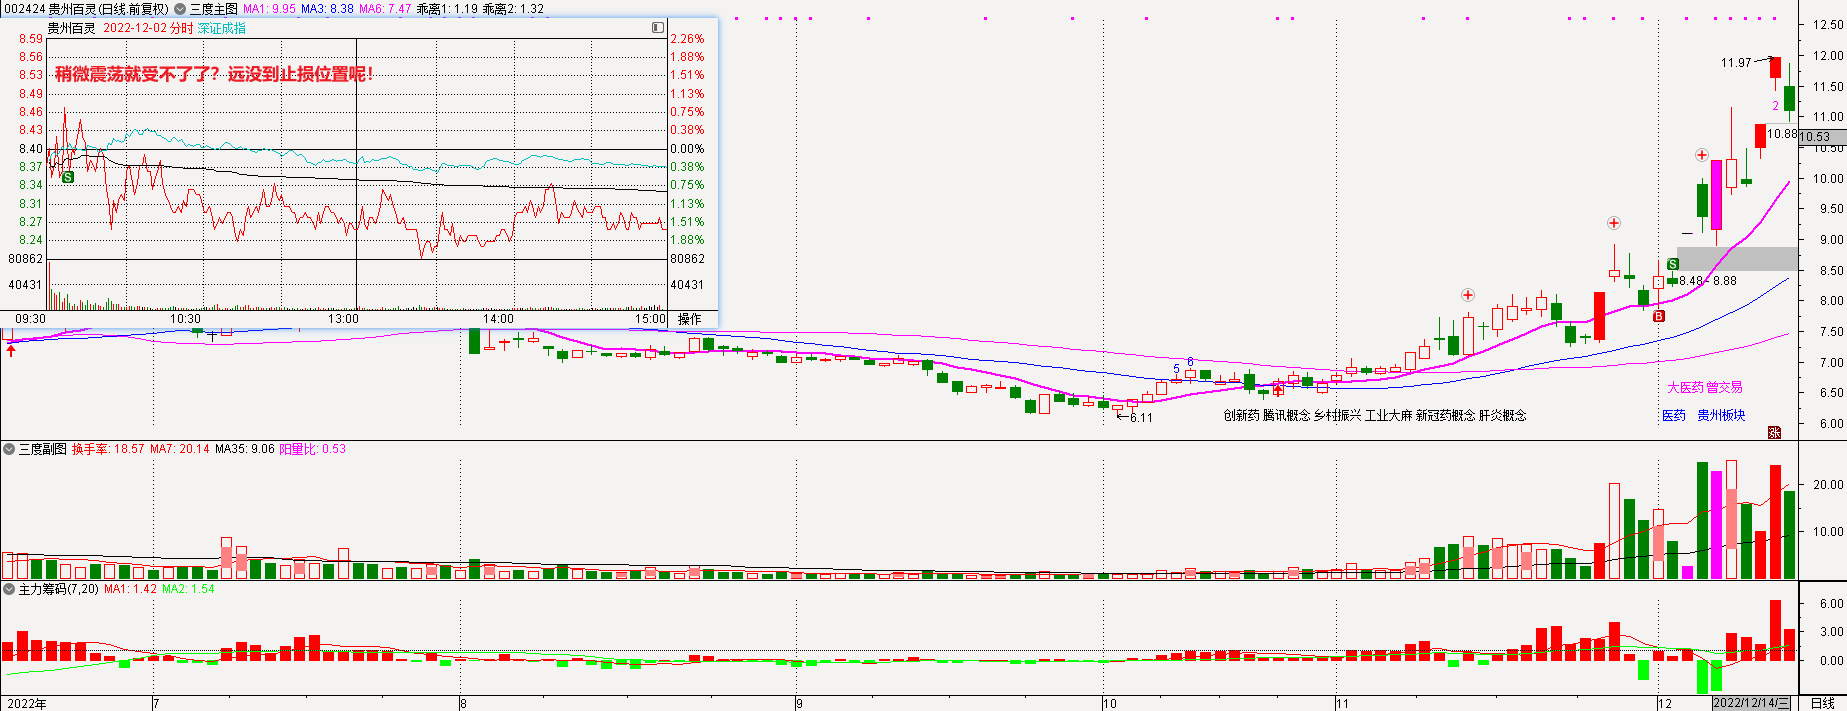 002424 贵州百灵(日线.前复权) 三度主图 MA1: 9.95 MA3: 8.38 MA6: 7.47 乖离1: 1.19 乖离2: 1.32
贵州百灵 2022-12-02 分时 深证成指
稍微震荡就受不了了？远没到止损位置呢！
8.59 2.26%
8.56 1.88%
8.53 1.51%
8.49 1.13%
8.46 0.75%
8.43 0.38%
8.40 0.00%
8.37 0.38%
8.34 0.75%
8.31 1.13%
8.27 1.51%
8.24 1.88%
80862 80862
40431 40431
S
09:30 10:30 13:00 14:00 15:00 操作
12.50
12.00
11.50
11.00
10.53
10.50
10.00
9.50
9.00
8.50
8.00
7.50
7.00
6.50
6.00
11.97
2
10.88
S
8.48 - 8.88
B
5 6
6.11
大医药 曾交易
创新药 腾讯概念 乡村振兴 工业大麻 新冠药概念 肝炎概念
医药 贵州板块
涨
三度副图 换手率: 18.57 MA7: 20.14 MA35: 9.06 阳量比: 0.53
20.00
10.00
主力筹码(7,20) MA1: 1.42 MA2: 1.54
6.00
3.00
0.00
2022年 7 8 9 10 11 12 2022/12/14/三 日线